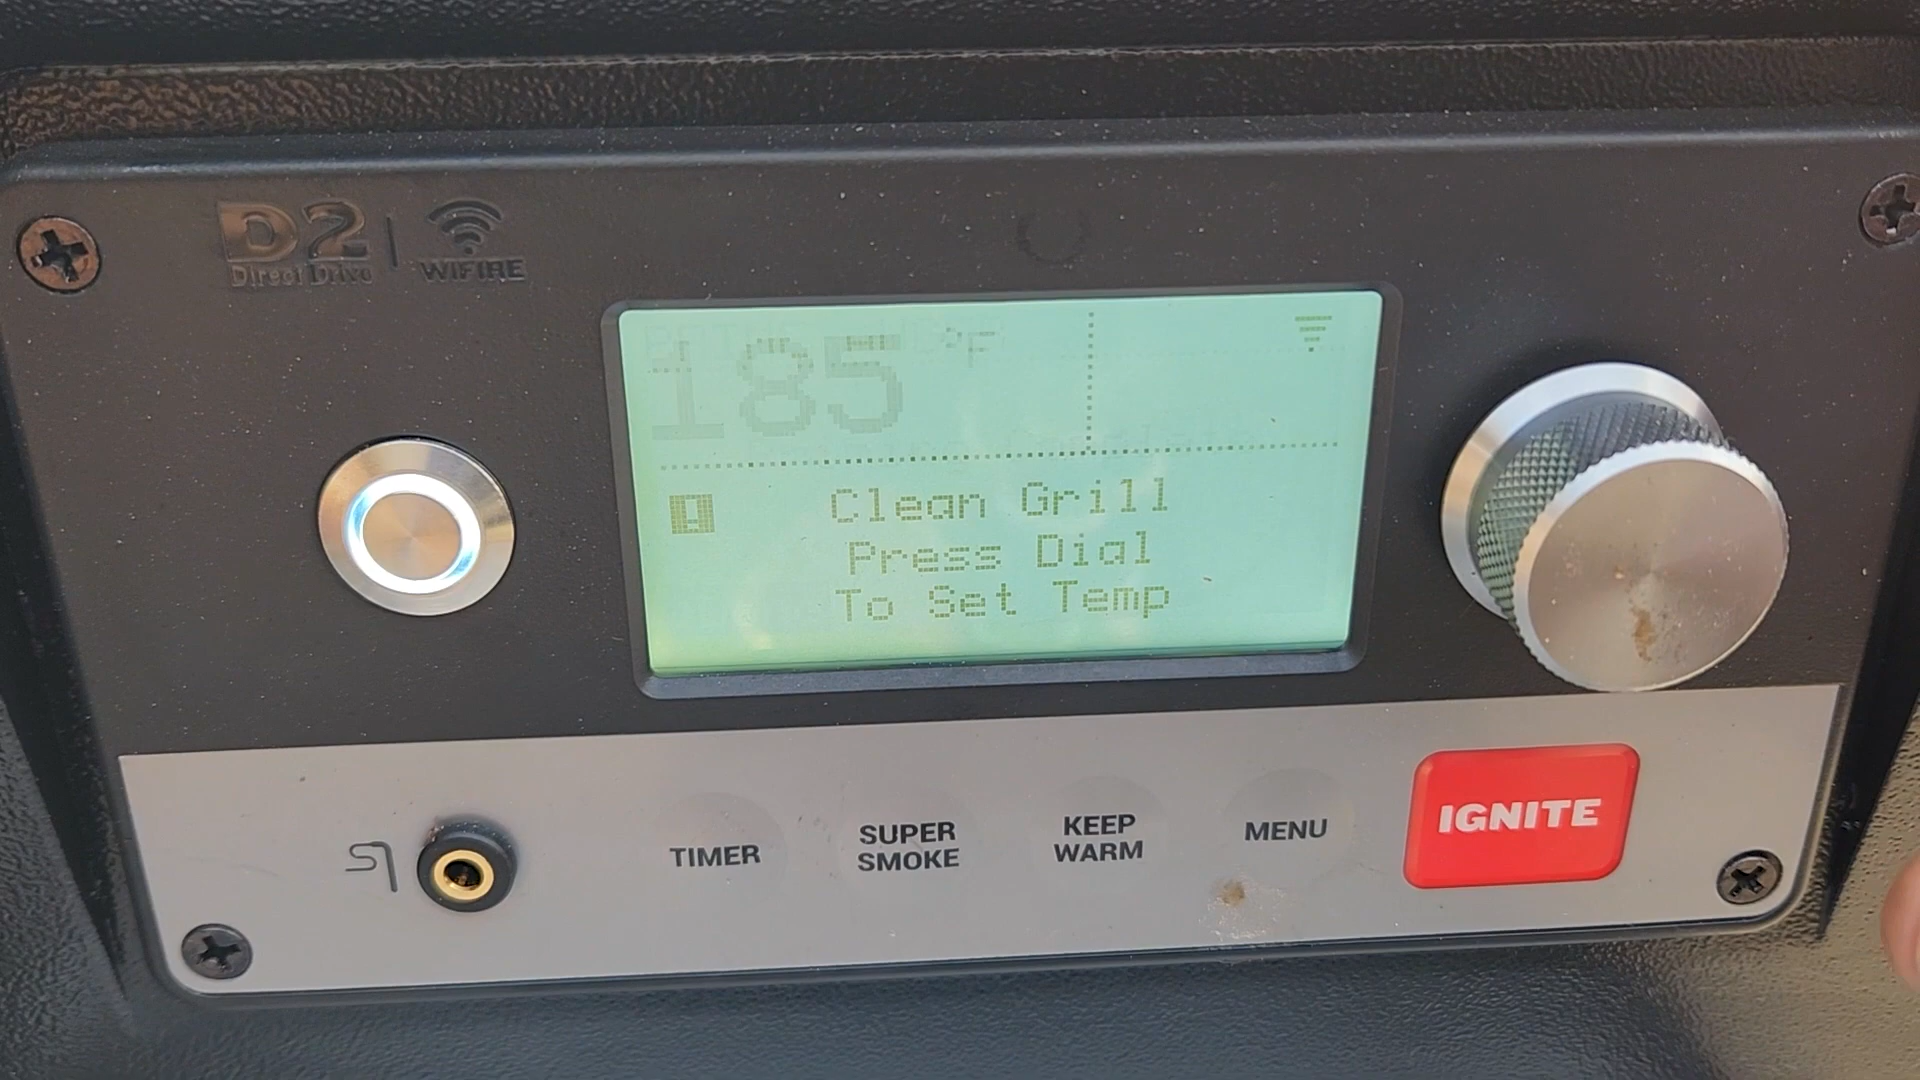 D2
Direct Drive
WiFIRE
185 °F
Clean Grill
Press Dial
To Set Temp
TIMER
SUPER
SMOKE
KEEP
WARM
MENU
IGNITE